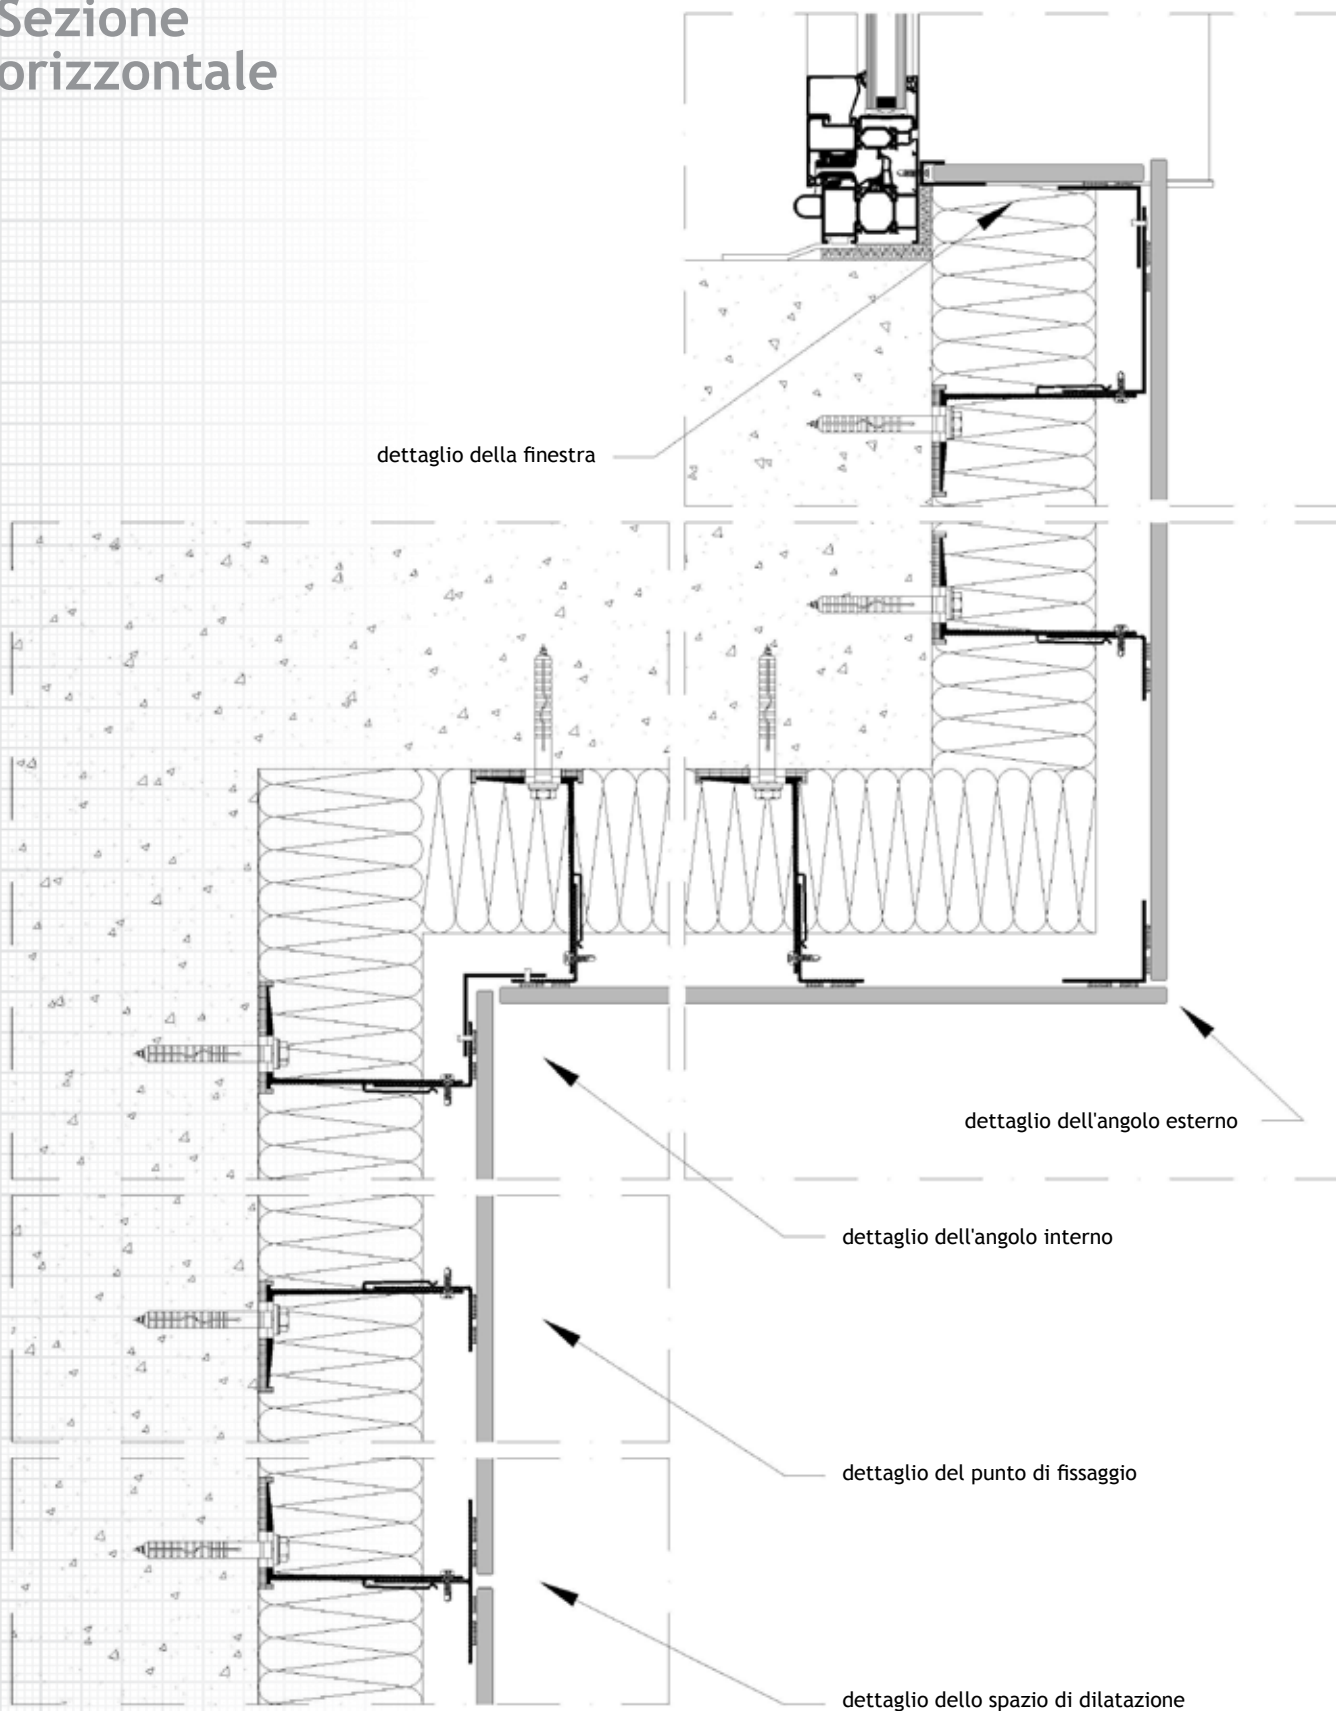 Sezione
orizzontale
dettaglio della finestra
dettaglio dell'angolo esterno
dettaglio dell'angolo interno
dettaglio del punto di fissaggio
dettaglio dello spazio di dilatazione